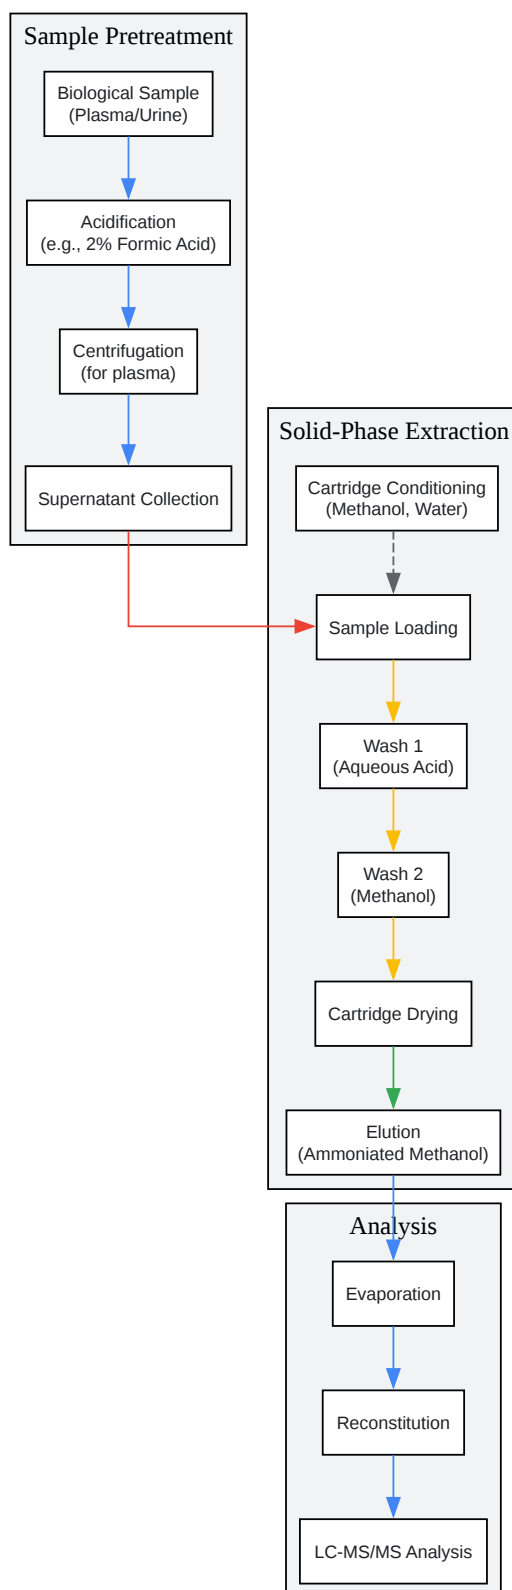 Sample Pretreatment
Biological Sample
(Plasma/Urine)
Acidification
(e.g., 2% Formic Acid)
Centrifugation
(for plasma)
Supernatant Collection
Solid-Phase Extraction
Cartridge Conditioning
(Methanol, Water)
Sample Loading
Wash 1
(Aqueous Acid)
Wash 2
(Methanol)
Cartridge Drying
Elution
(Ammoniated Methanol)
Analysis
Evaporation
Reconstitution
LC-MS/MS Analysis